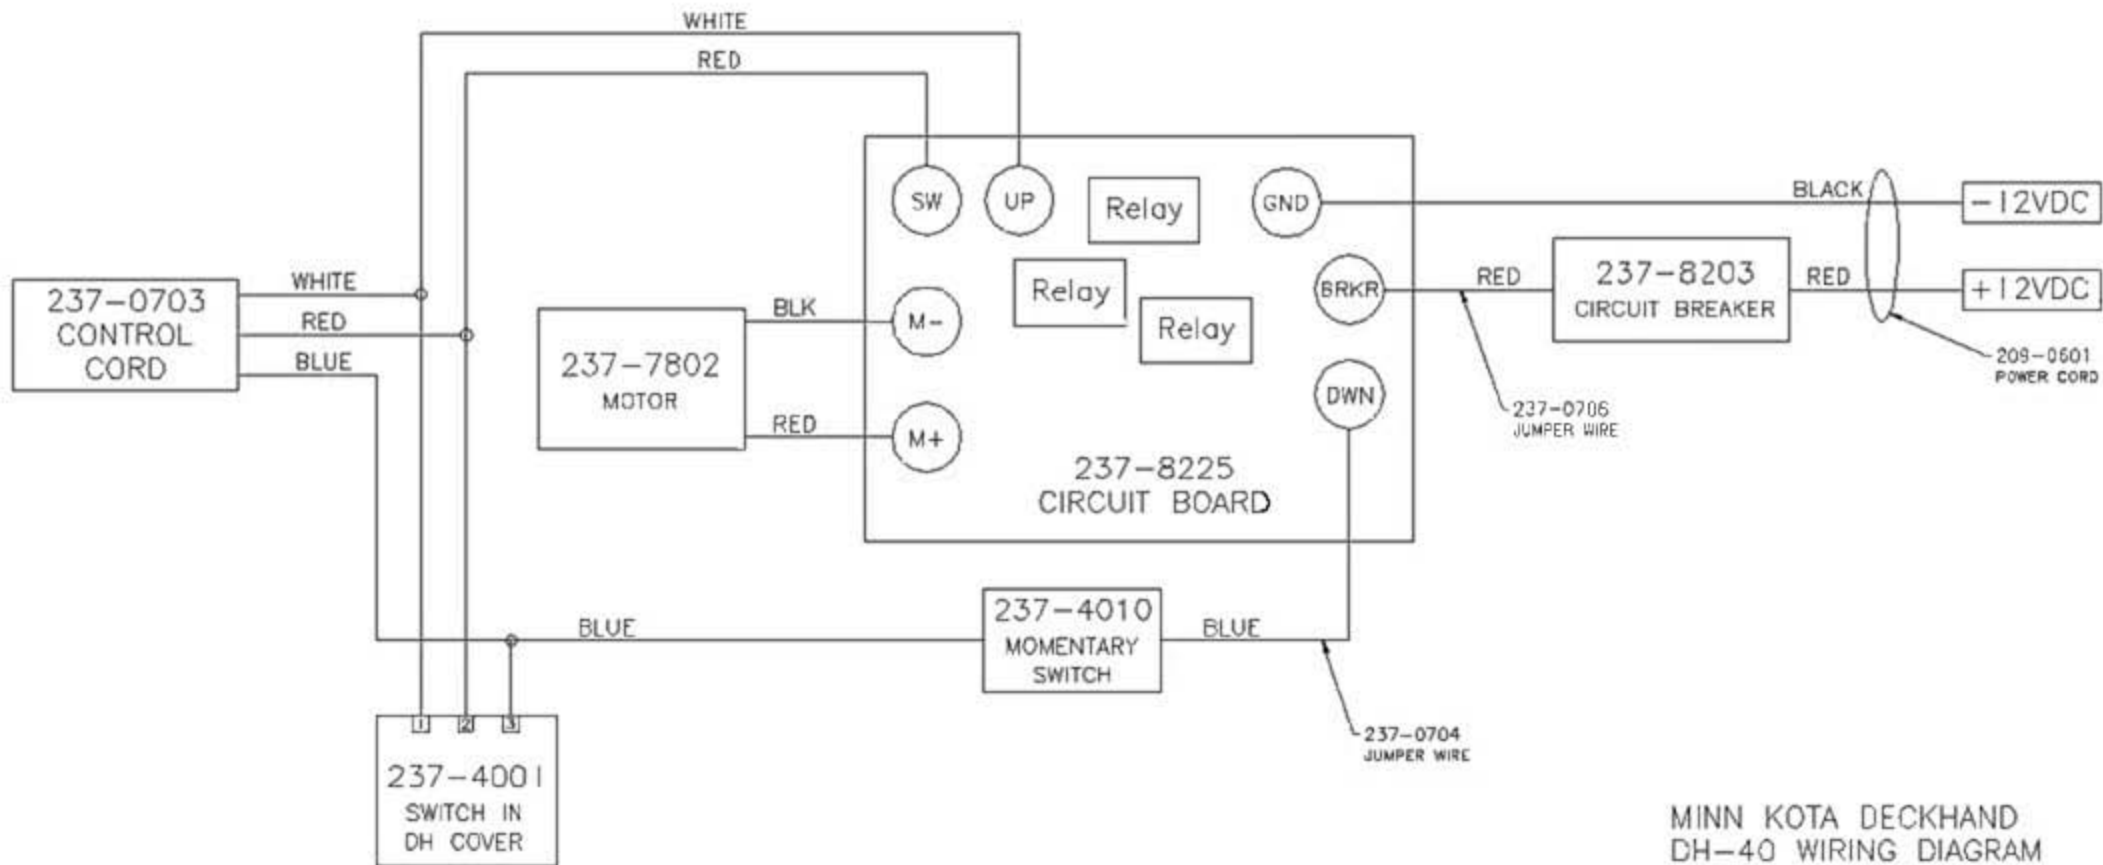 WHITE
RED
SW
UP
Relay
GND
BLACK
-12VDC
237-0703
CONTROL
CORD
WHITE
RED
BLUE
237-7802
MOTOR
BLK
RED
M-
M+
Relay
Relay
BRKR
RED
237-8203
CIRCUIT BREAKER
RED
+12VDC
209-0601
POWER CORD
DWN
237-0706
JUMPER WIRE
237-8225
CIRCUIT BOARD
BLUE
237-4010
MOMENTARY
SWITCH
BLUE
237-0704
JUMPER WIRE
1 2 3
237-4001
SWITCH IN
DH COVER
MINN KOTA DECKHAND
DH-40 WIRING DIAGRAM